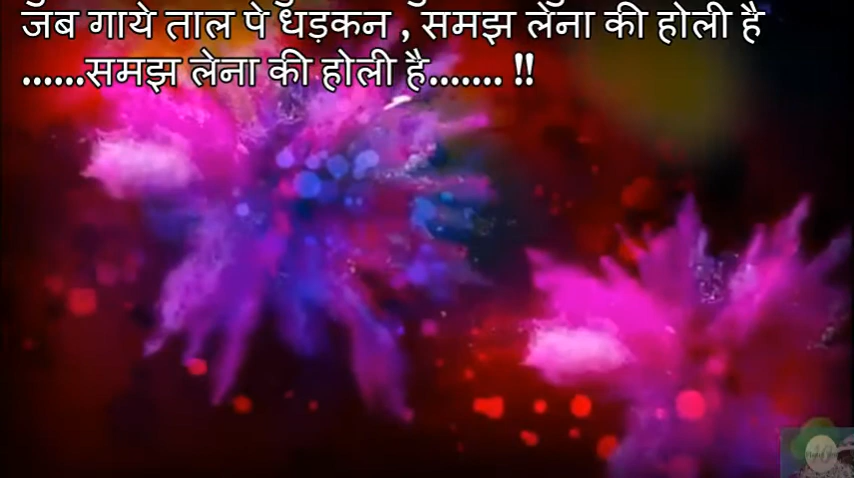 जब गाये ताल पे धड़कन , समझ लेना की होली है
......समझ लेना की होली है....... !!